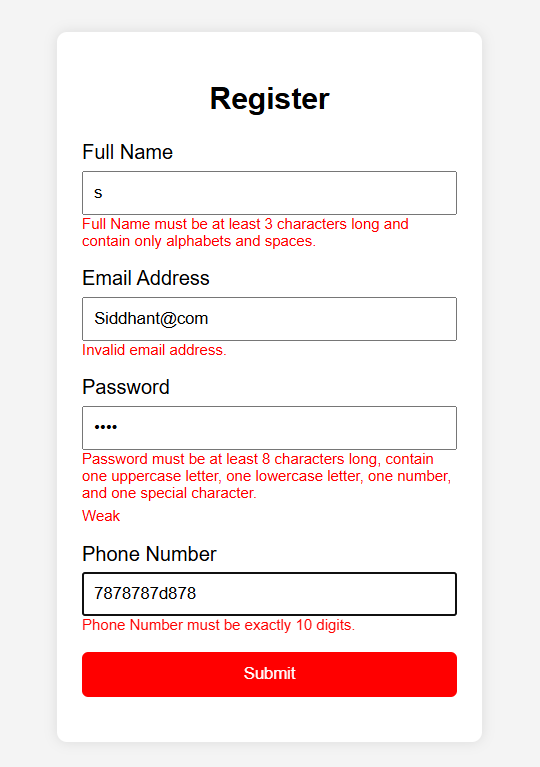 Register
Full Name
s
Full Name must be at least 3 characters long and
contain only alphabets and spaces.
Email Address
Siddhant@com
Invalid email address.
Password
••••
Password must be at least 8 characters long, contain
one uppercase letter, one lowercase letter, one number,
and one special character.
Weak
Phone Number
7878787d878
Phone Number must be exactly 10 digits.
Submit